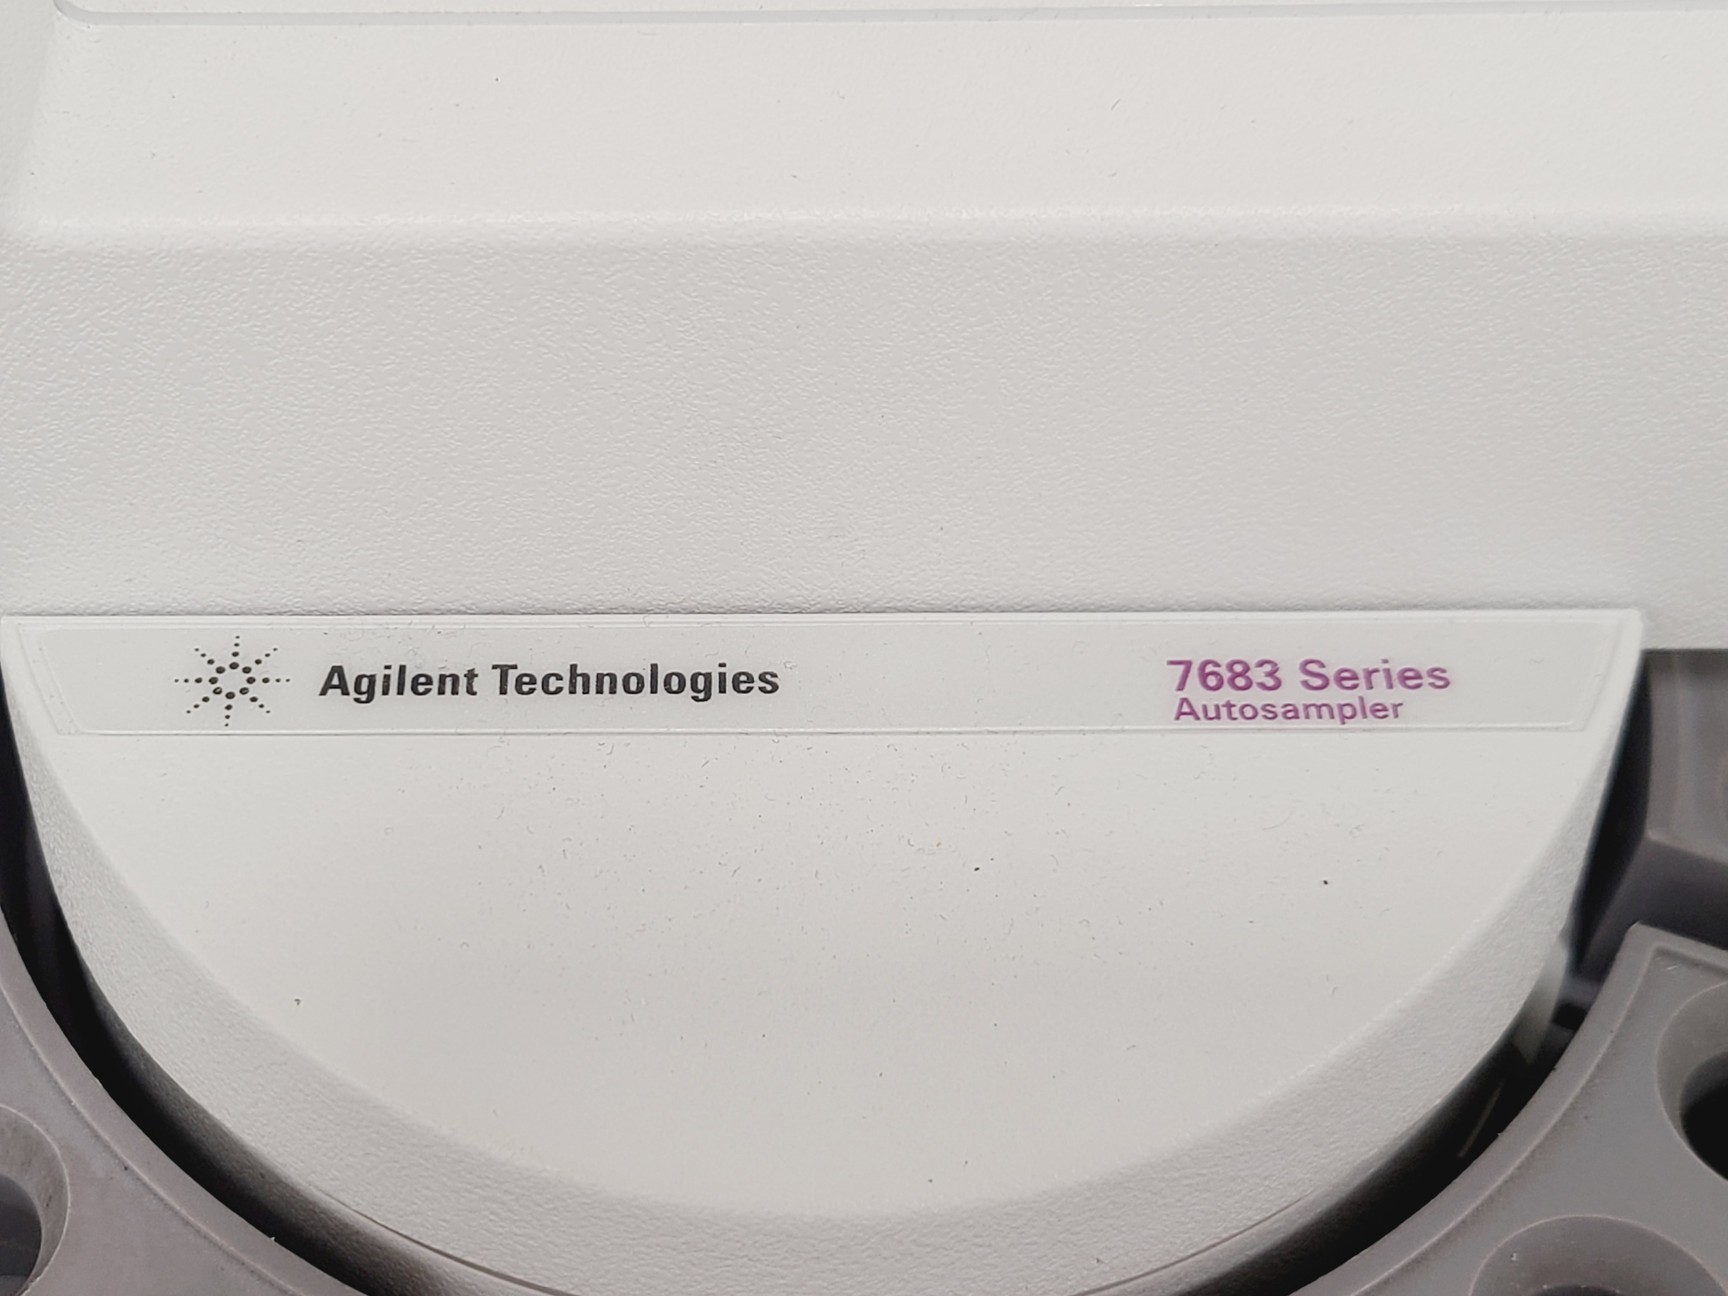 Agilent Technologies
7683 Series
Autosampler